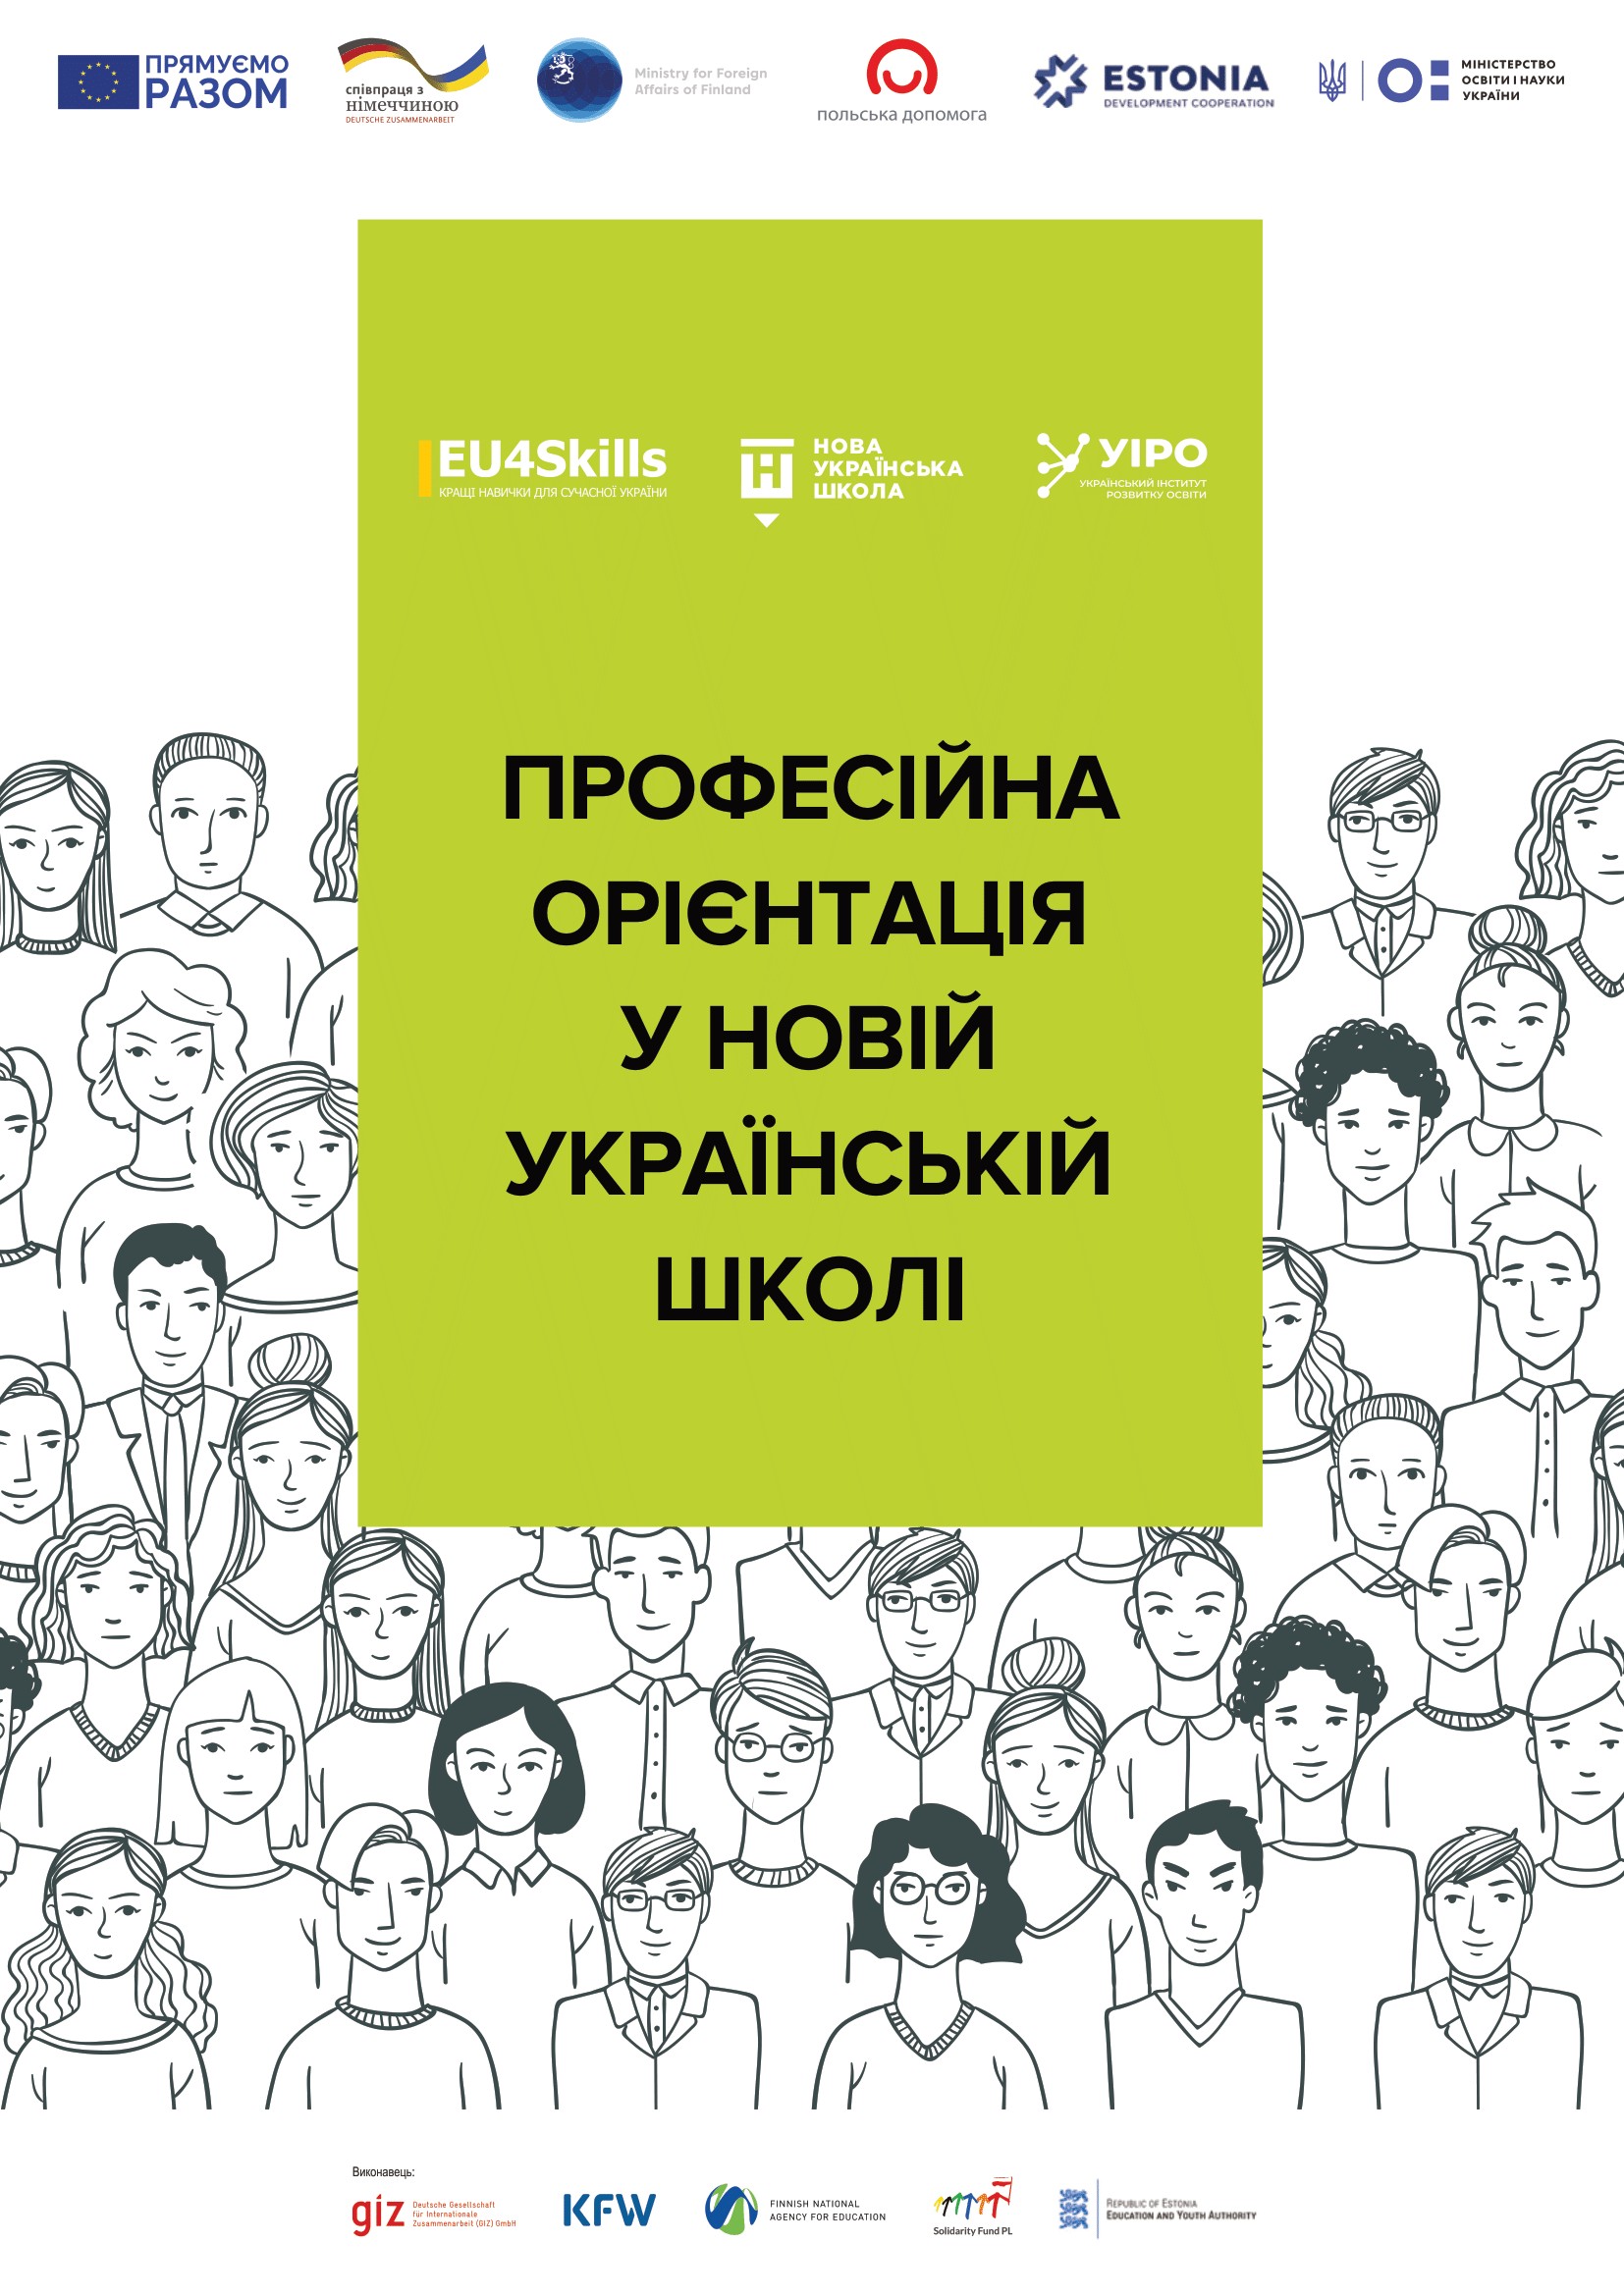 ПРЯМУЄМО
РАЗОМ
співпраця з
німеччиною
DEUTSCHE ZUSAMMENARBEIT
Ministry for Foreign
Affairs of Finland
польська допомога
ESTONIA
DEVELOPMENT COOPERATION
МІНІСТЕРСТВО
ОСВІТИ І НАУКИ
УКРАЇНИ
EU4Skills
КРАЩІ НАВИЧКИ ДЛЯ СУЧАСНОЇ УКРАЇНИ
НОВА
УКРАЇНСЬКА
ШКОЛА
УІРО
УКРАЇНСЬКИЙ ІНСТИТУТ
РОЗВИТКУ ОСВІТИ
ПРОФЕСІЙНА
ОРІЄНТАЦІЯ
У НОВІЙ
УКРАЇНСЬКІЙ
ШКОЛІ
Виконавець:
giz
Deutsche Gesellschaft
für Internationale
Zusammenarbeit (GIZ) GmbH
KFW
FINNISH NATIONAL
AGENCY FOR EDUCATION
Solidarity Fund PL
REPUBLIC OF ESTONIA
EDUCATION AND YOUTH AUTHORITY